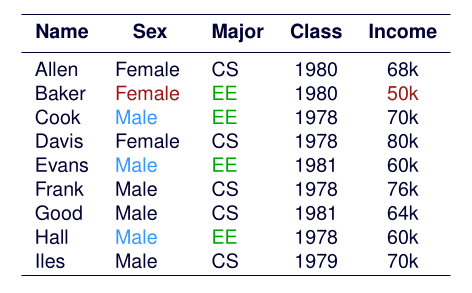 Name Sex Major Class Income
Allen Female CS 1980 68k
Baker Female EE 1980 50k
Cook Male EE 1978 70k
Davis Female CS 1978 80k
Evans Male EE 1981 60k
Frank Male CS 1978 76k
Good Male CS 1981 64k
Hall Male EE 1978 60k
Iles Male CS 1979 70k